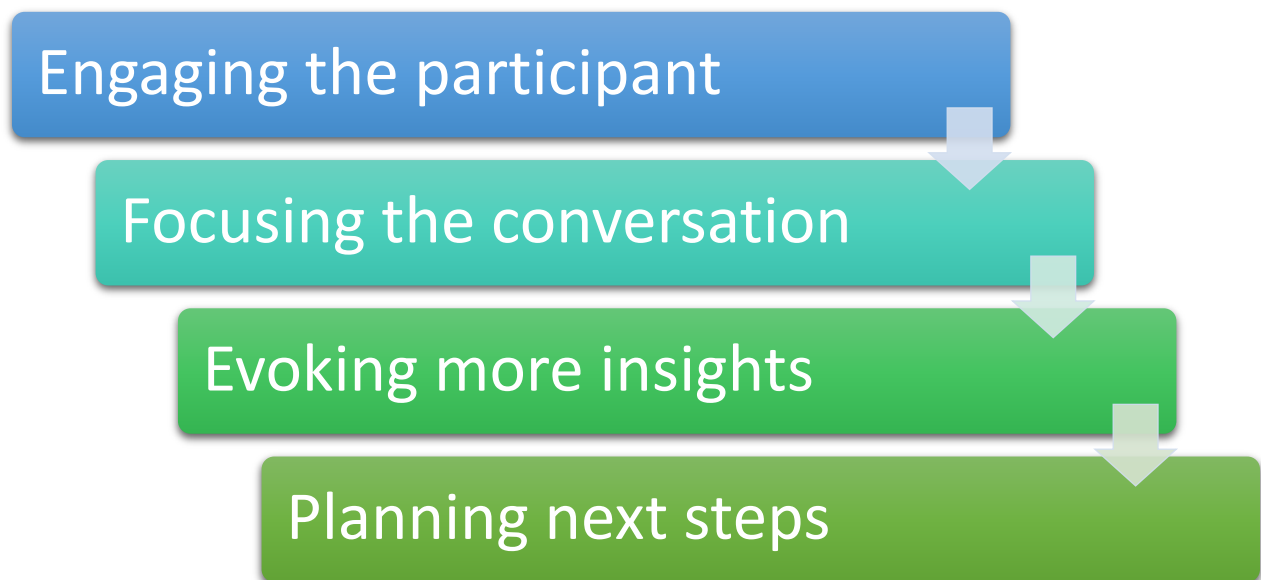 Engaging the participant
Focusing the conversation
Evoking more insights
Planning next steps